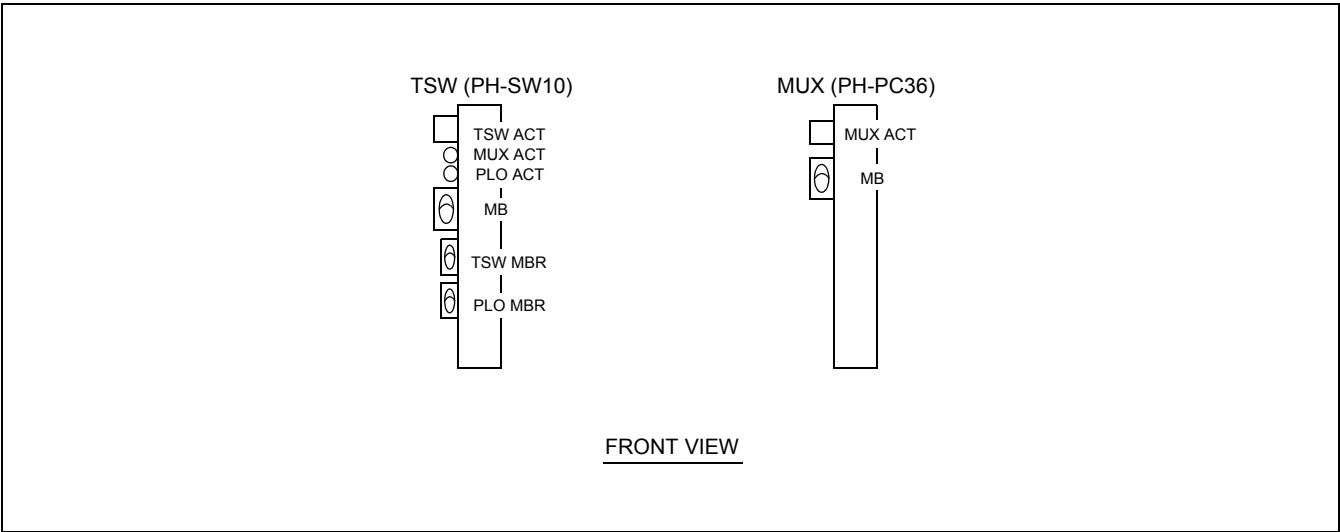 TSW (PH-SW10)
TSW ACT
MUX ACT
PLO ACT
MB
TSW MBR
PLO MBR
MUX (PH-PC36)
MUX ACT
MB
FRONT VIEW